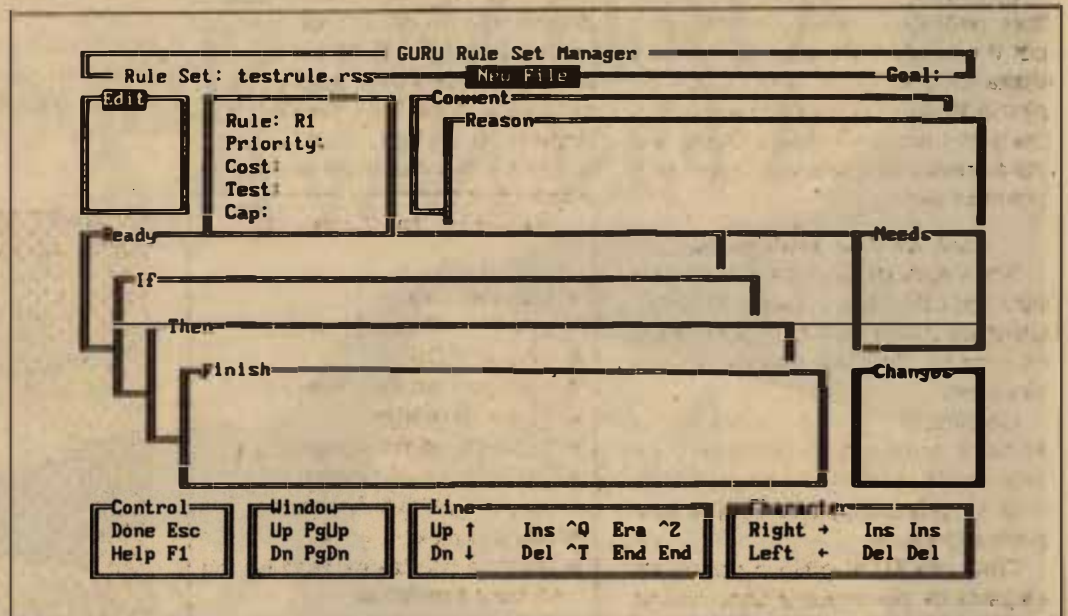 GURU Rule Set Manager
Rule Set: testrule.rss New File Goal:
Edit
Rule: R1
Priority:
Cost:
Test:
Cap:
Comment
Reason
Ready
If
Then
Finish
Needs
Changes
Control
Done Esc
Help F1
Window
Up PgUp
Dn PgDn
Line
Up ↑ Ins ^Q Era ^Z
Dn ↓ Del ^T End End
Character
Right → Ins Ins
Left ← Del Del